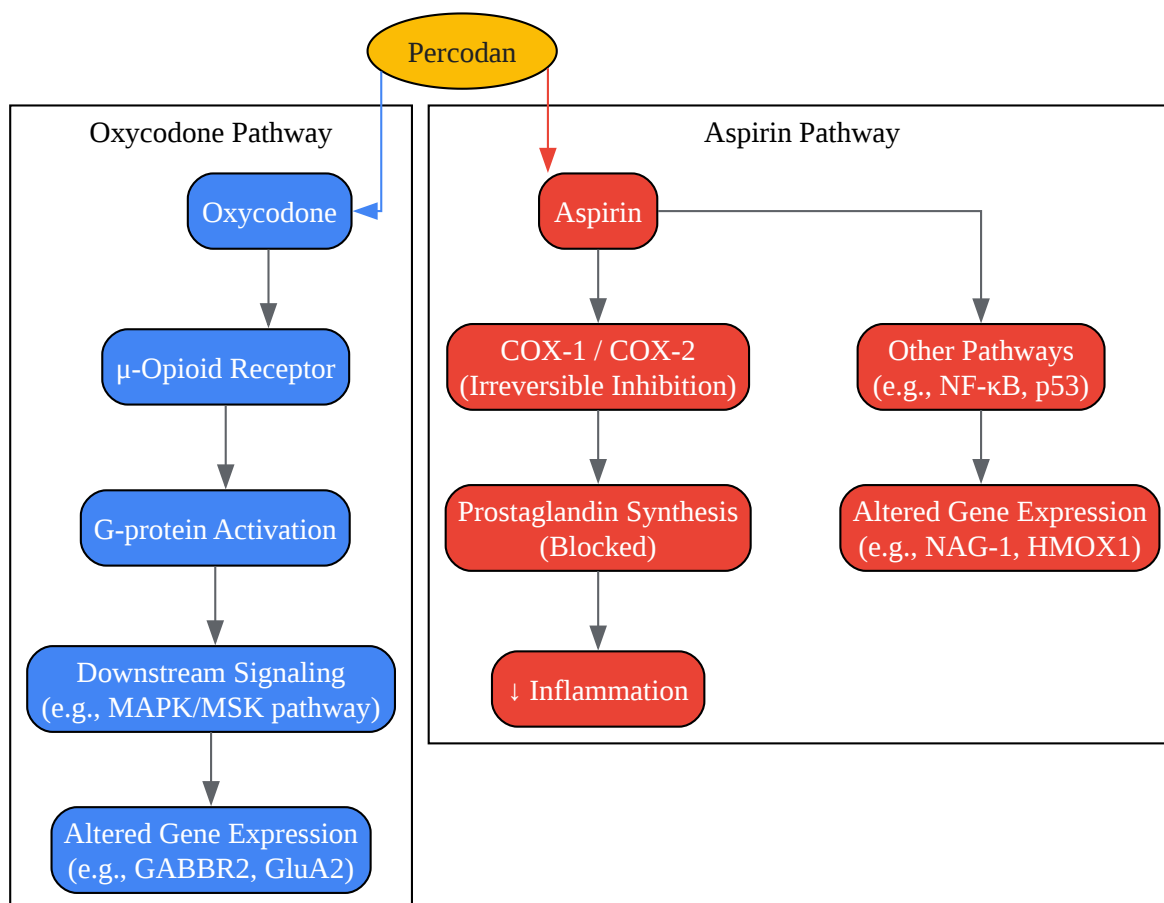 Percodan
Oxycodone Pathway
Oxycodone
μ-Opioid Receptor
G-protein Activation
Downstream Signaling
(e.g., MAPK/MSK pathway)
Altered Gene Expression
(e.g., GABBR2, GluA2)
Aspirin Pathway
Aspirin
COX-1 / COX-2
(Irreversible Inhibition)
Prostaglandin Synthesis
(Blocked)
↓ Inflammation
Other Pathways
(e.g., NF-κB, p53)
Altered Gene Expression
(e.g., NAG-1, HMOX1)